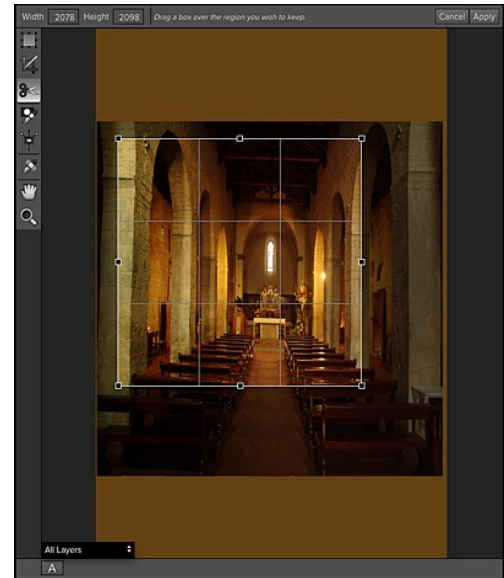 Width 2078 Height 2098 Drag a box over the region you wish to keep. Cancel Apply
All Layers
A